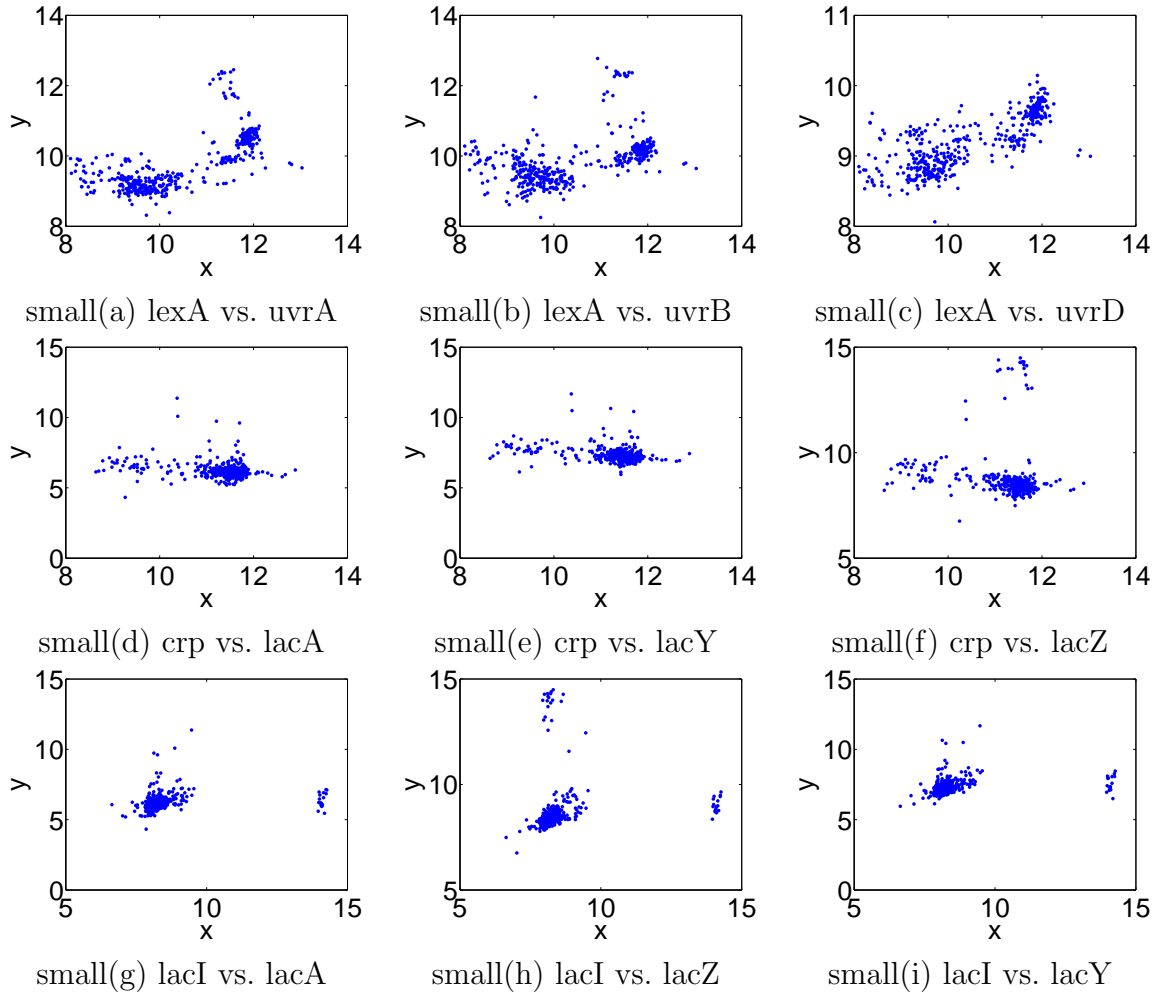 14
12
10
8
y
8 10 12 14
x
small(a) lexA vs. uvrA
14
12
10
8
y
8 10 12 14
x
small(b) lexA vs. uvrB
11
10
9
8
y
8 10 12 14
x
small(c) lexA vs. uvrD
15
10
5
0
y
8 10 12 14
x
small(d) crp vs. lacA
15
10
5
0
y
8 10 12 14
x
small(e) crp vs. lacY
15
10
5
y
8 10 12 14
x
small(f) crp vs. lacZ
15
10
5
0
y
5 10 15
x
small(g) lacI vs. lacA
15
10
5
y
5 10 15
x
small(h) lacI vs. lacZ
15
10
5
0
y
5 10 15
x
small(i) lacI vs. lacY